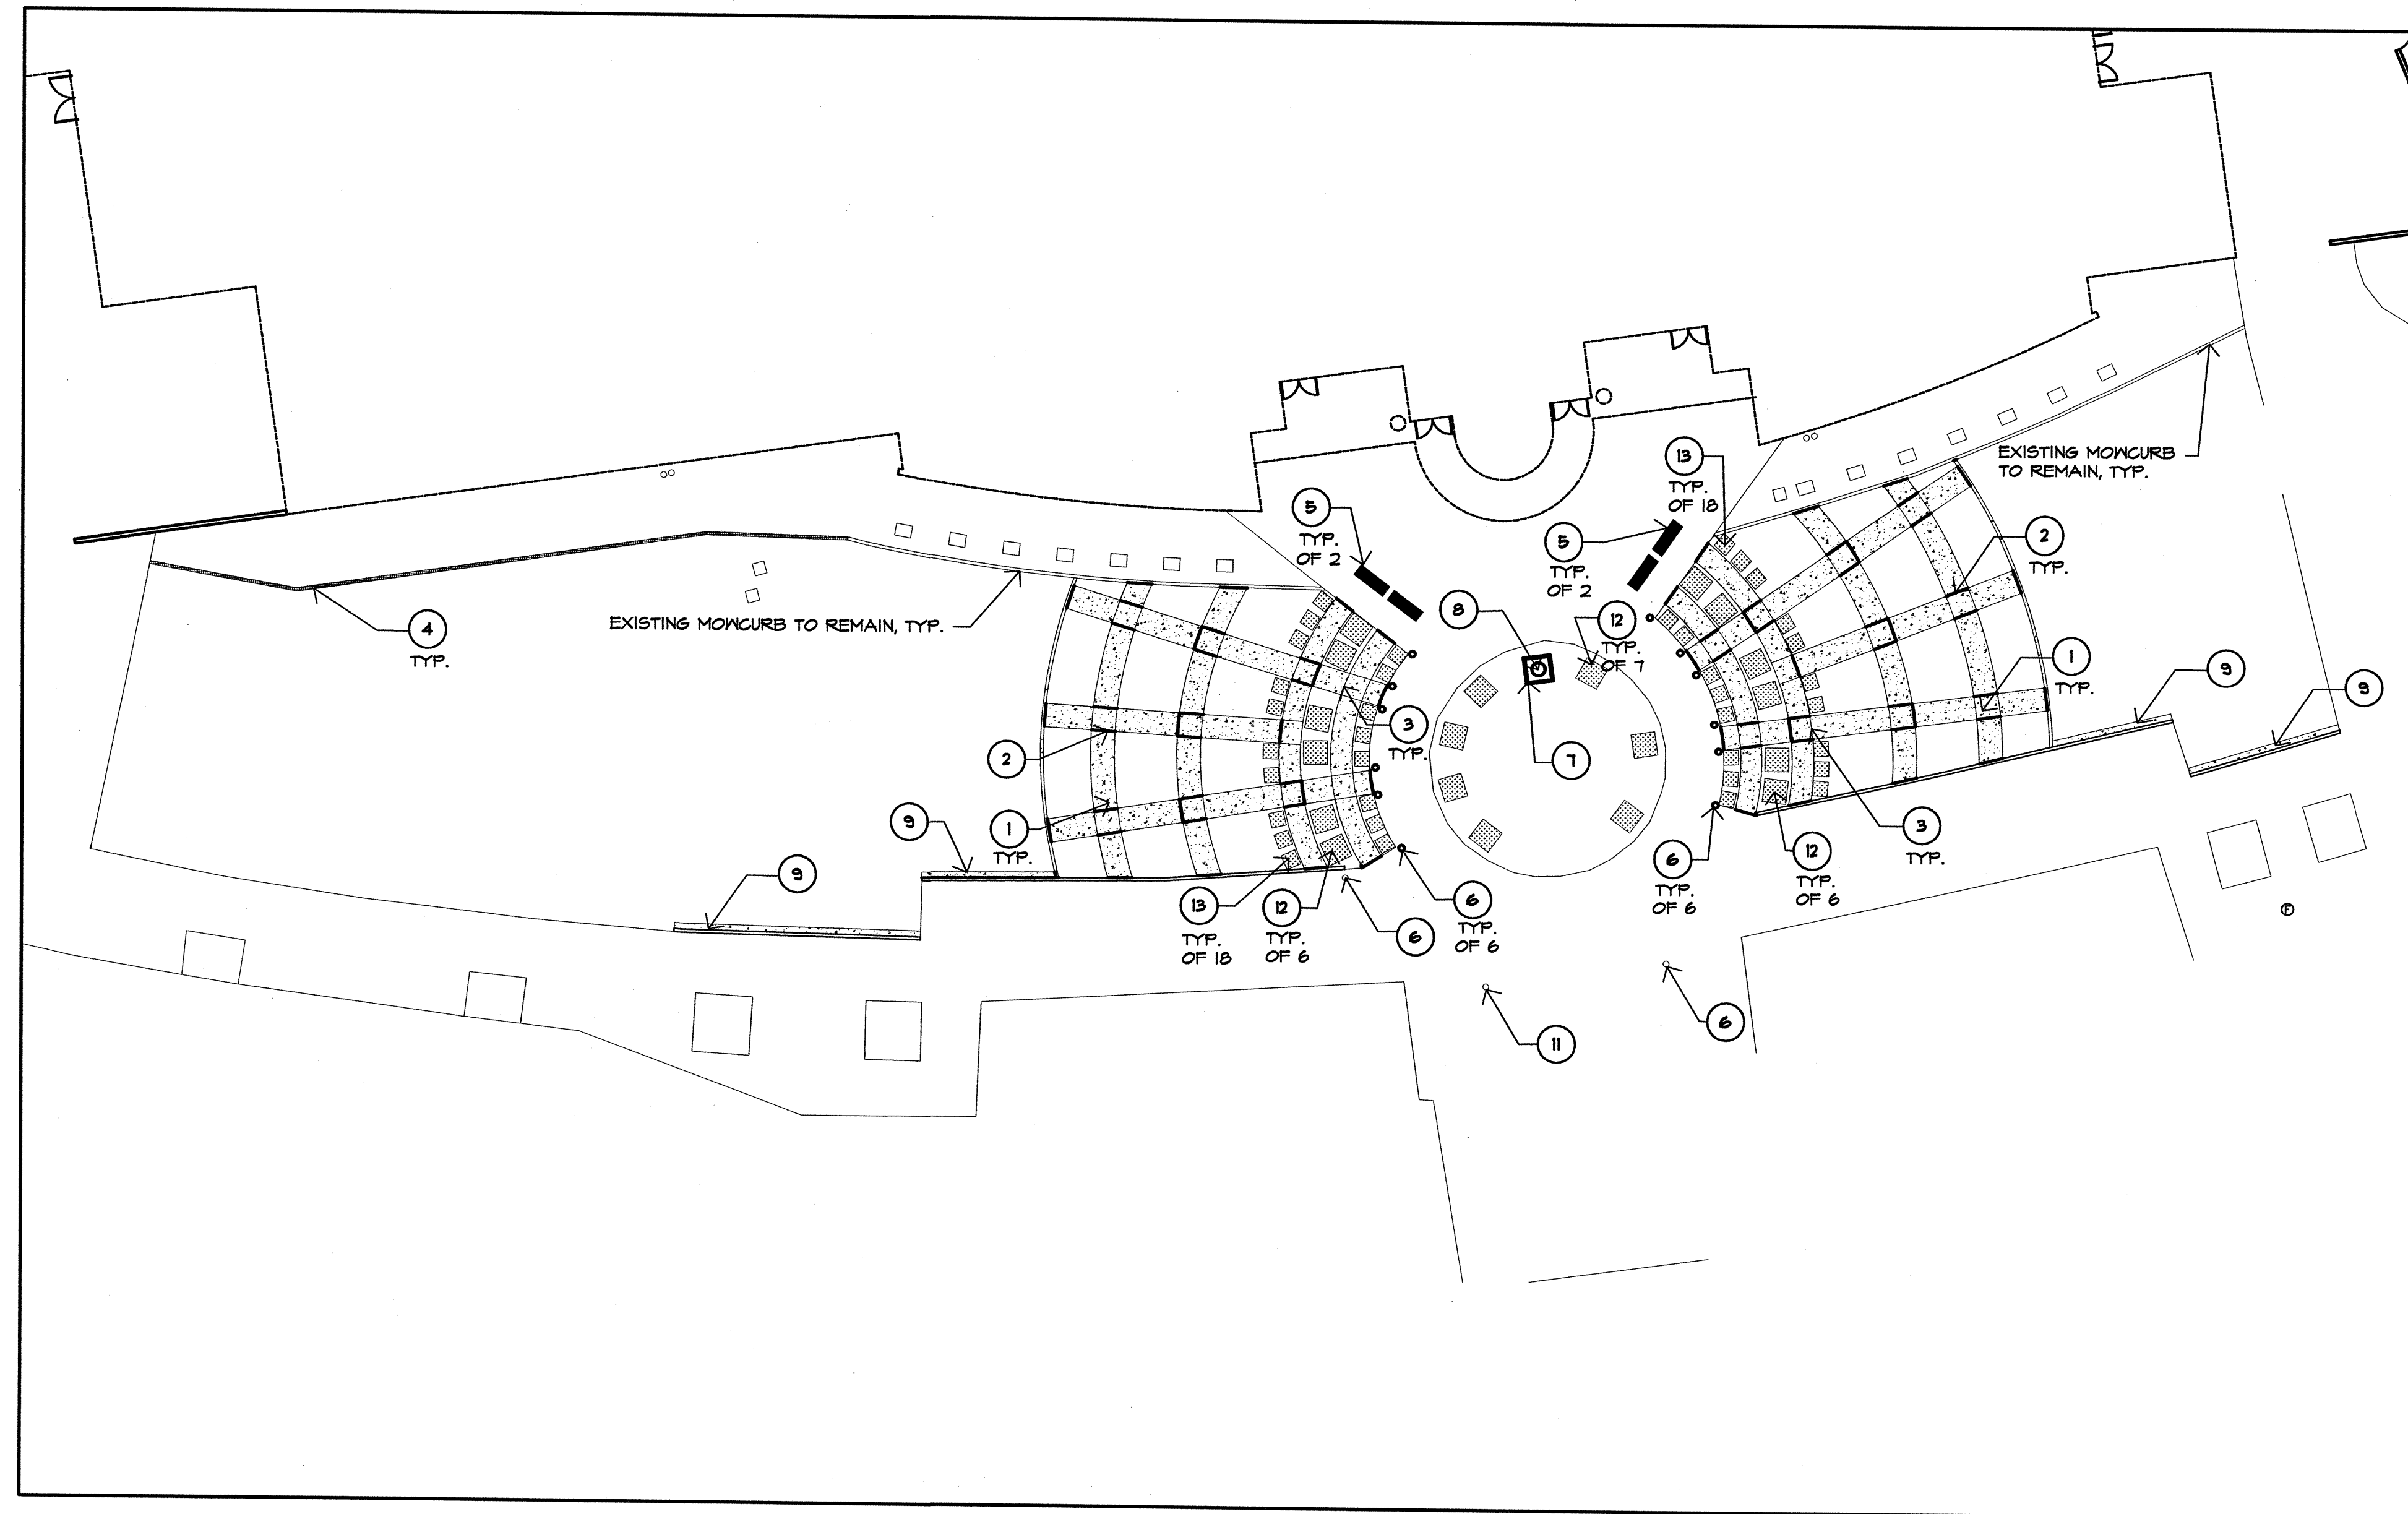 13
TYP.
OF 18
EXISTING MOWCURB
TO REMAIN, TYP.
5
TYP.
OF 2
5
TYP.
OF 2
2
TYP.
8
12
TYP.
OF 7
4
TYP.
EXISTING MOWCURB TO REMAIN, TYP.
1
TYP.
9
9
3
TYP.
2
7
9
1
TYP.
3
TYP.
6
TYP.
OF 6
12
TYP.
OF 6
9
13
TYP.
OF 18
12
TYP.
OF 6
6
TYP.
OF 6
6
F
6
11